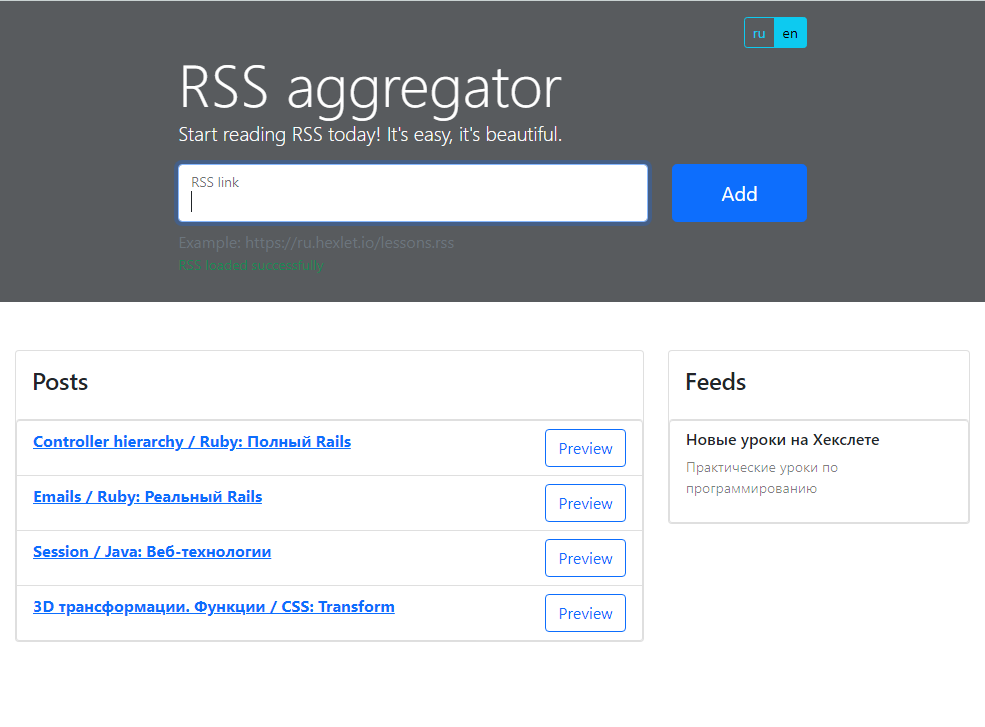 ru en
RSS aggregator
Start reading RSS today! It's easy, it's beautiful.
RSS link
Add
Example: https://ru.hexlet.io/lessons.rss
RSS loaded successfully
Posts
Controller hierarchy / Ruby: Полный Rails
Preview
Emails / Ruby: Реальный Rails
Preview
Session / Java: Веб-технологии
Preview
3D трансформации. Функции / CSS: Transform
Preview
Feeds
Новые уроки на Хекслете
Практические уроки по
программированию